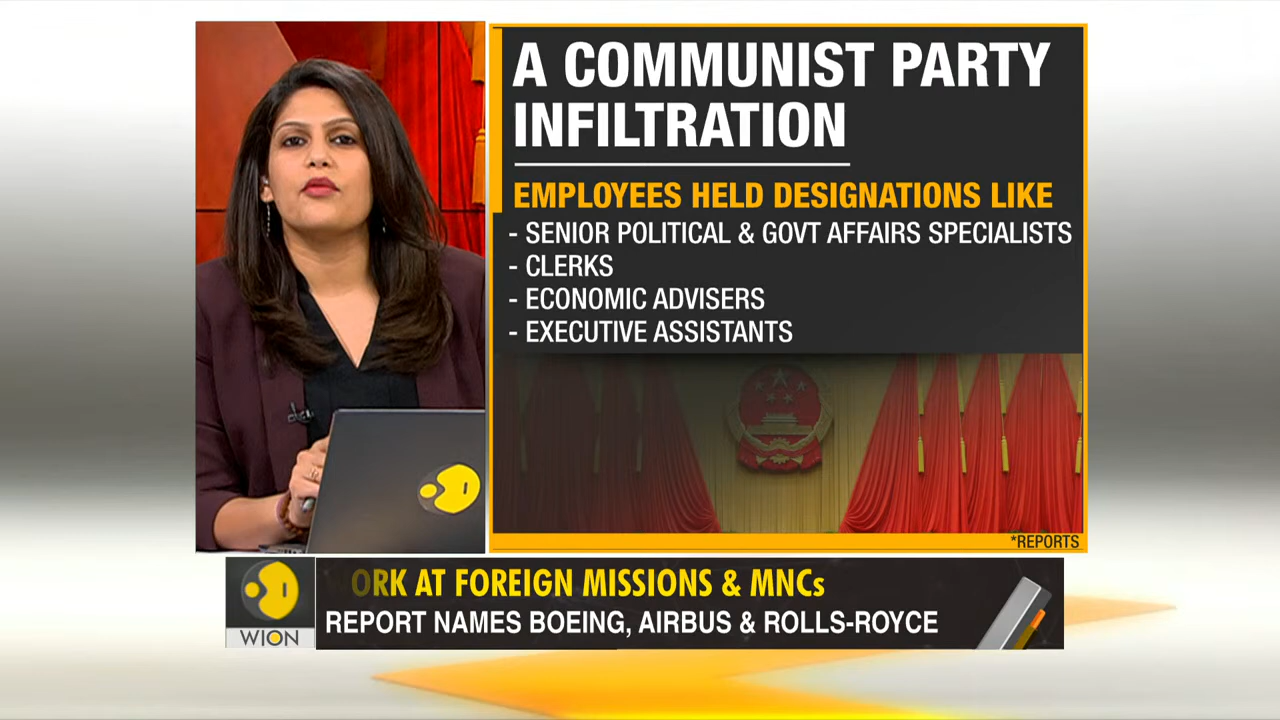 A COMMUNIST PARTY
INFILTRATION
EMPLOYEES HELD DESIGNATIONS LIKE
- SENIOR POLITICAL & GOVT AFFAIRS SPECIALISTS
- CLERKS
- ECONOMIC ADVISERS
- EXECUTIVE ASSISTANTS
*REPORTS
ORK AT FOREIGN MISSIONS & MNCs
REPORT NAMES BOEING, AIRBUS & ROLLS-ROYCE
WION